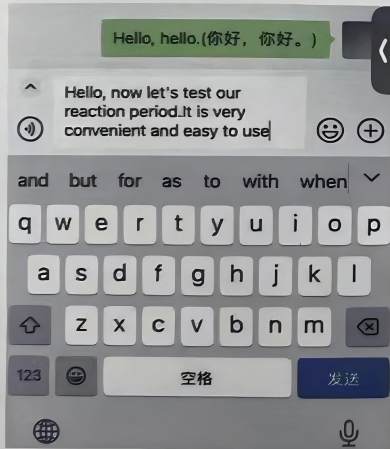 Hello, hello.(你好，你好。)
Hello, now let's test our
reaction period.It is very
convenient and easy to use
and but for as to with when
q w e r t y u i o p
a s d f g h j k l
z x c v b n m
123 空格 发送